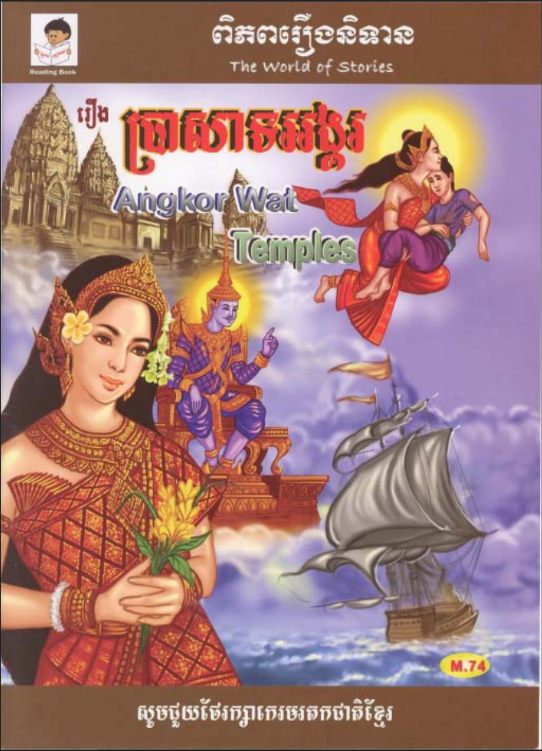 ពិភពរឿងនិទាន
The World of Stories
Reading Book
រឿង
ប្រាសាទអង្គរ
Angkor Wat
Temples
M.74
សូមជួយថែរក្សាកេរមរតកជាតិខ្មែរ